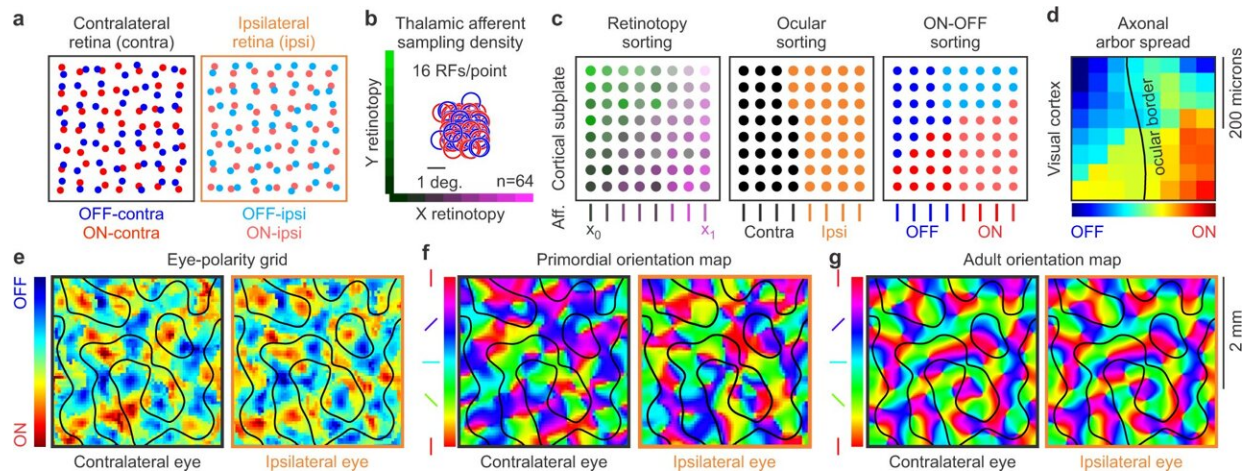 a
Contralateral
retina (contra)
Ipsilateral
retina (ipsi)
OFF-contra
ON-contra
OFF-ipsi
ON-ipsi
b
Thalamic afferent
sampling density
Y retinotopy
16 RFs/point
1 deg.
n=64
X retinotopy
c
Retinotopy
sorting
Ocular
sorting
ON-OFF
sorting
Cortical subplate
Aff.
x₀
x₁
Contra
Ipsi
OFF
ON
d
Axonal
arbor spread
Visual cortex
ocular border
200 microns
OFF
ON
e
Eye-polarity grid
OFF
ON
Contralateral eye
Ipsilateral eye
f
Primordial orientation map
Contralateral eye
Ipsilateral eye
g
Adult orientation map
Contralateral eye
Ipsilateral eye
2 mm